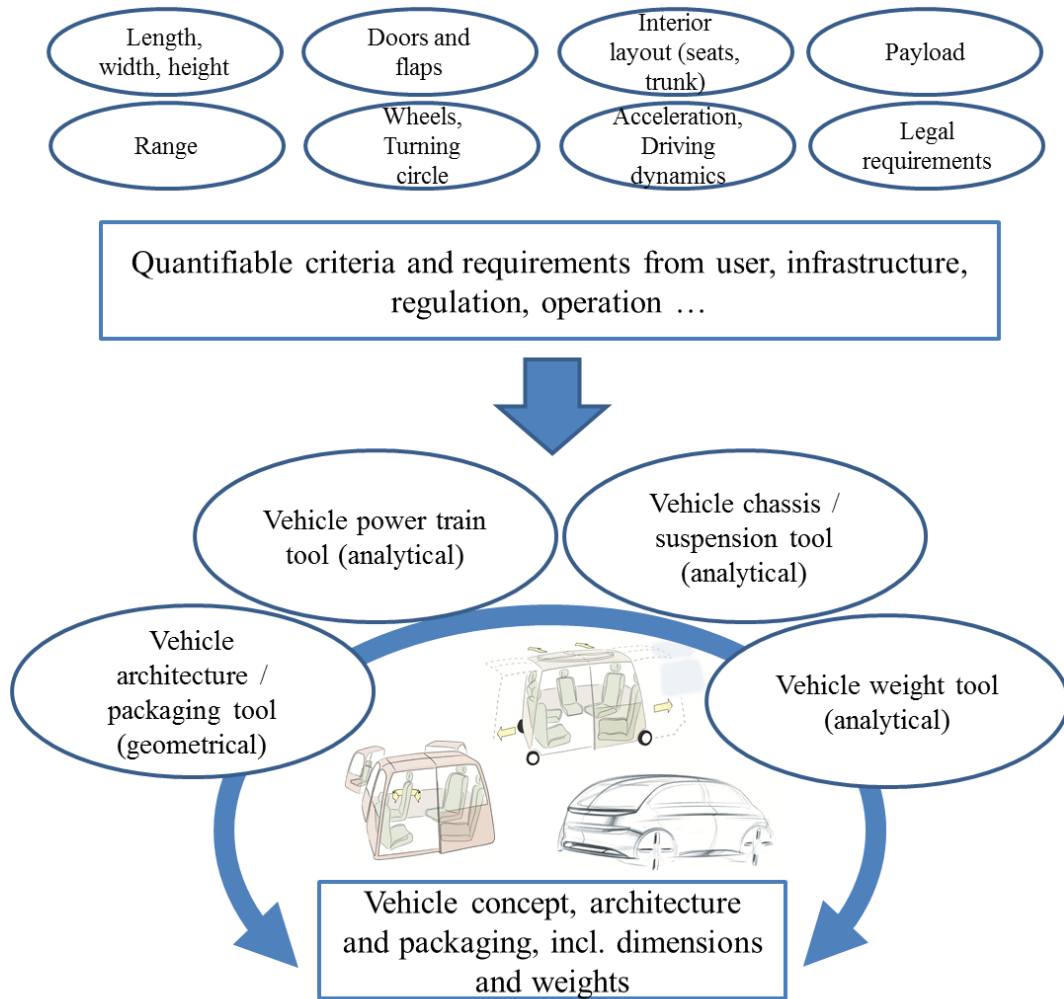 Length,
width, height
Doors and
flaps
Interior
layout (seats,
trunk)
Payload
Range
Wheels,
Turning
circle
Acceleration,
Driving
dynamics
Legal
requirements
Quantifiable criteria and requirements from user, infrastructure,
regulation, operation …
Vehicle power train
tool (analytical)
Vehicle chassis /
suspension tool
(analytical)
Vehicle
architecture /
packaging tool
(geometrical)
Vehicle weight tool
(analytical)
Vehicle concept, architecture
and packaging, incl. dimensions
and weights